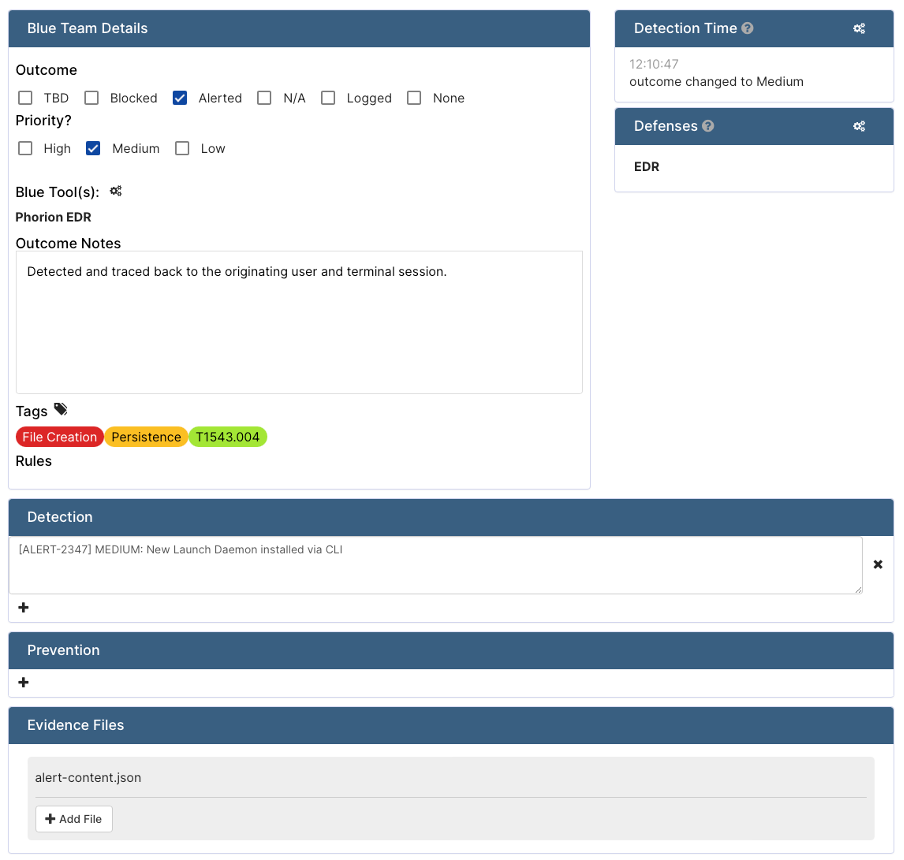 Blue Team Details
Outcome
TBD Blocked Alerted N/A Logged None
Priority?
High Medium Low
Blue Tool(s):
Phorion EDR
Outcome Notes
Detected and traced back to the originating user and terminal session.
Tags
File Creation Persistence T1543.004
Rules
Detection Time
12:10:47
outcome changed to Medium
Defenses
EDR
Detection
[ALERT-2347] MEDIUM: New Launch Daemon installed via CLI
Prevention
Evidence Files
alert-content.json
Add File